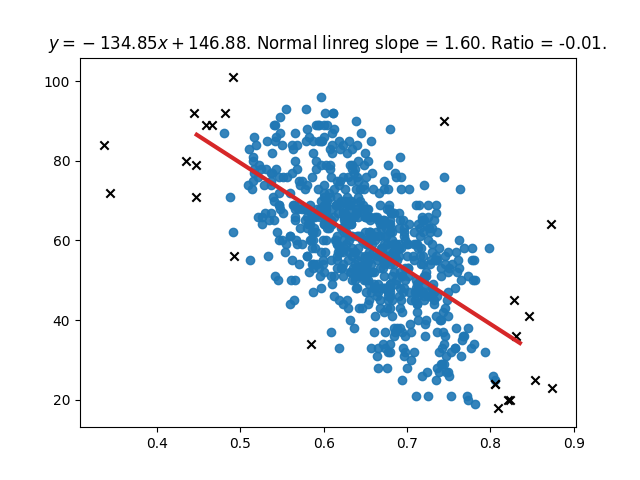 y = −134.85x + 146.88. Normal linreg slope = 1.60. Ratio = -0.01.
100
80
60
40
20
0.4 0.5 0.6 0.7 0.8 0.9